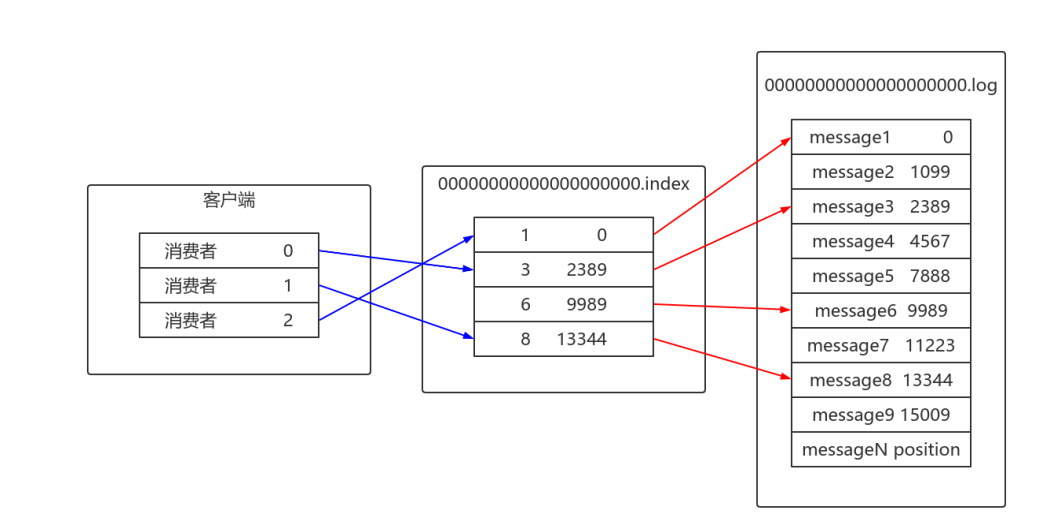 客户端
消费者 0
消费者 1
消费者 2
00000000000000000000.index
1 0
3 2389
6 9989
8 13344
00000000000000000000.log
message1 0
message2 1099
message3 2389
message4 4567
message5 7888
message6 9989
message7 11223
message8 13344
message9 15009
messageN position